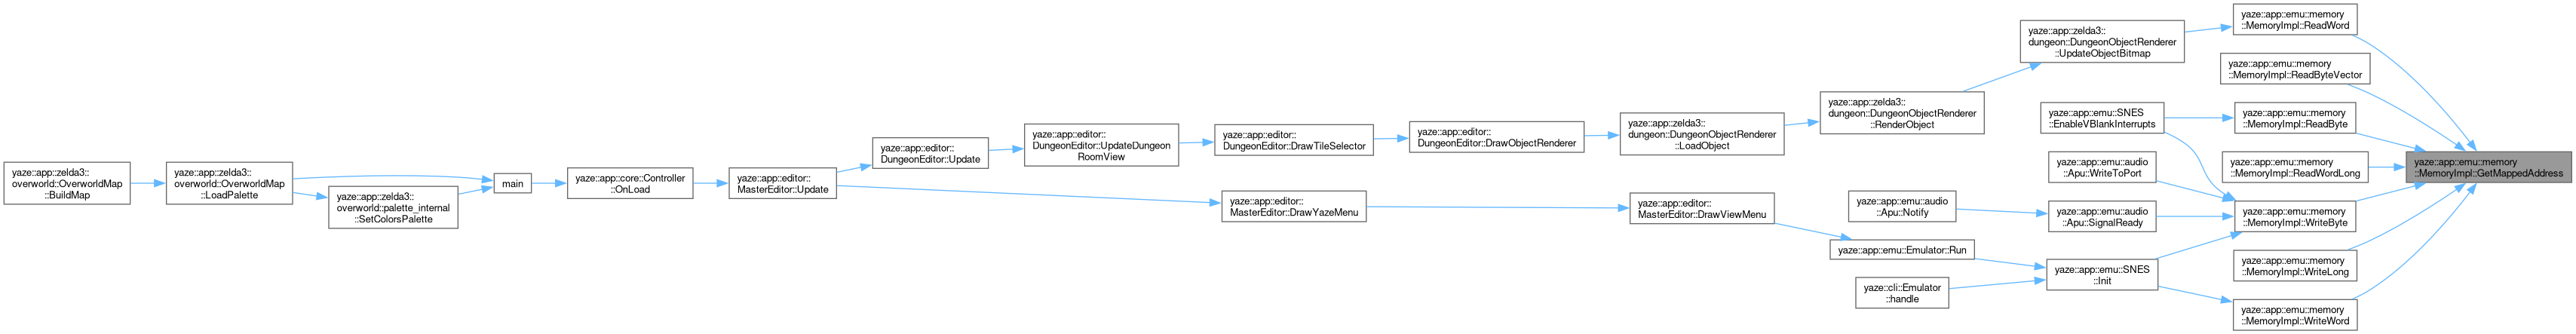 yaze::app::zelda3::
overworld::OverworldMap
::BuildMap
yaze::app::zelda3::
overworld::OverworldMap
::LoadPalette
yaze::app::zelda3::
overworld::palette_internal
::SetColorsPalette
main
yaze::app::core::Controller
::OnLoad
yaze::app::editor::
MasterEditor::Update
yaze::app::editor::
DungeonEditor::Update
yaze::app::editor::
DungeonEditor::UpdateDungeon
RoomView
yaze::app::editor::
DungeonEditor::DrawTileSelector
yaze::app::editor::
DungeonEditor::DrawObjectRenderer
yaze::app::zelda3::
dungeon::DungeonObjectRenderer
::LoadObject
yaze::app::zelda3::
dungeon::DungeonObjectRenderer
::RenderObject
yaze::app::zelda3::
dungeon::DungeonObjectRenderer
::UpdateObjectBitmap
yaze::app::emu::memory
::MemoryImpl::ReadWord
yaze::app::emu::memory
::MemoryImpl::ReadByteVector
yaze::app::emu::SNES
::EnableVBlankInterrupts
yaze::app::emu::memory
::MemoryImpl::ReadByte
yaze::app::emu::audio
::Apu::WriteToPort
yaze::app::emu::memory
::MemoryImpl::ReadWordLong
yaze::app::emu::memory
::MemoryImpl::GetMappedAddress
yaze::app::editor::
MasterEditor::DrawYazeMenu
yaze::app::editor::
MasterEditor::DrawViewMenu
yaze::app::emu::audio
::Apu::Notify
yaze::app::emu::audio
::Apu::SignalReady
yaze::app::emu::memory
::MemoryImpl::WriteByte
yaze::app::emu::Emulator::Run
yaze::cli::Emulator
::handle
yaze::app::emu::SNES
::Init
yaze::app::emu::memory
::MemoryImpl::WriteLong
yaze::app::emu::memory
::MemoryImpl::WriteWord